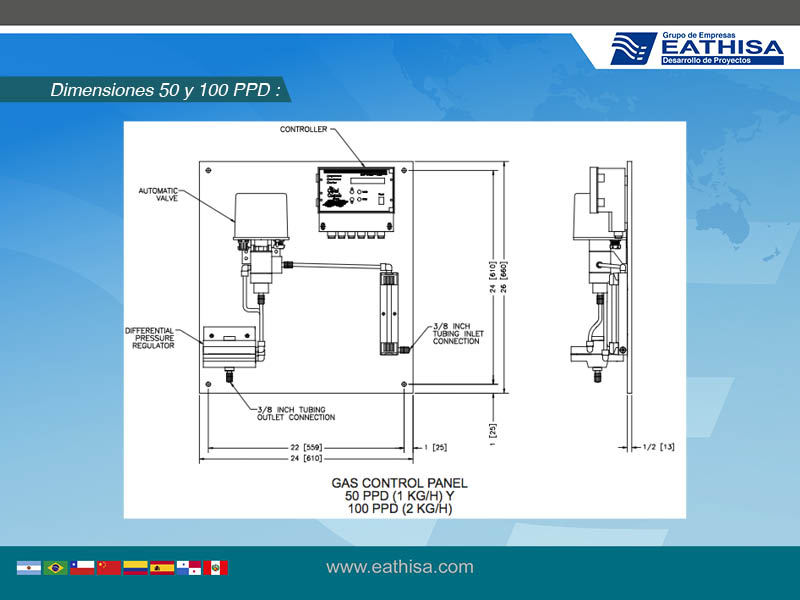 Grupo de Empresas
EATHISA
Desarrollo de Proyectos
Dimensiones 50 y 100 PPD :
CONTROLLER
AUTOMATIC
VALVE
24 [610]
26 [660]
DIFFERENTIAL
PRESSURE
REGULATOR
3/8 INCH
TUBING INLET
CONNECTION
3/8 INCH TUBING
OUTLET CONNECTION
1 [25]
22 [559]
1 [25]
24 [610]
1/2 [13]
GAS CONTROL PANEL
50 PPD (1 KG/H) Y
100 PPD (2 KG/H)
www.eathisa.com